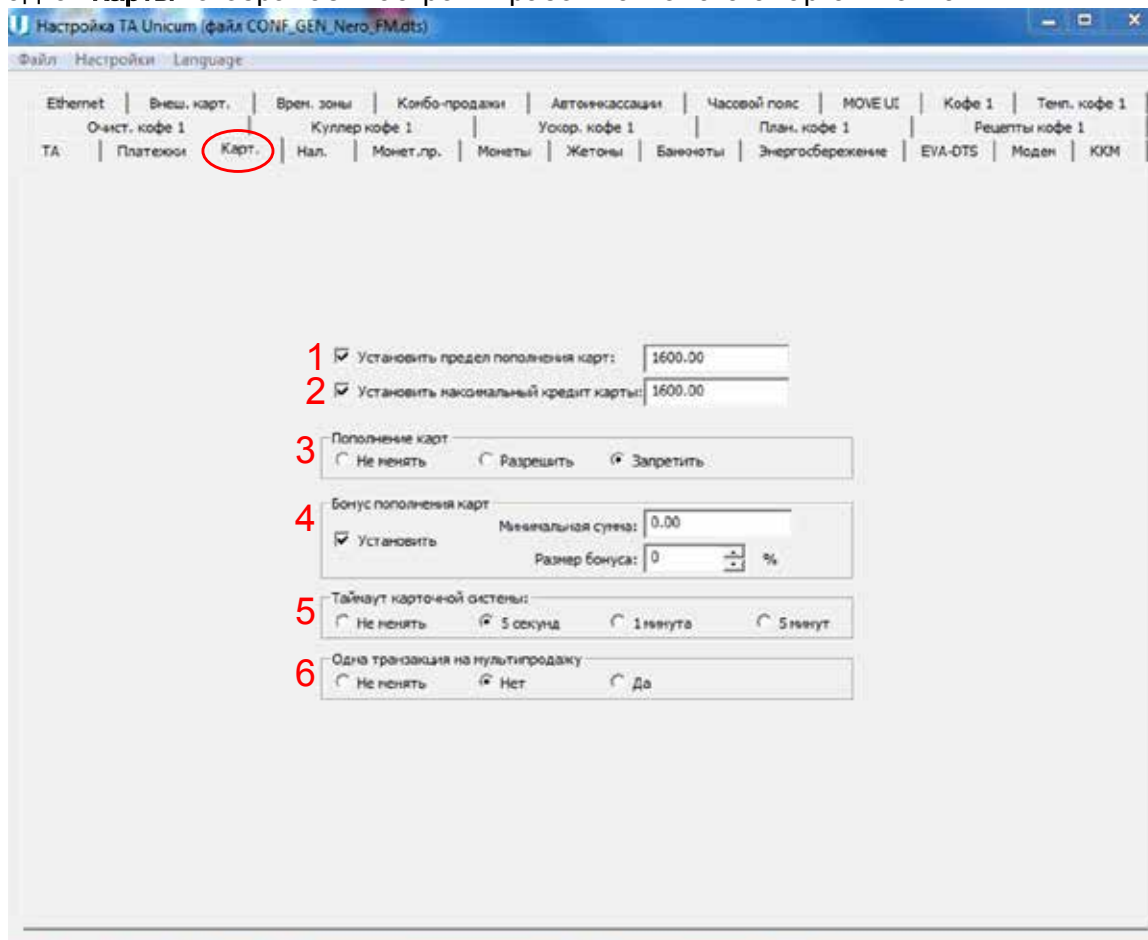 Настройка TA Unicum (файл CONF_GEN_Nero_FM.dts)
Файл Настройки Language
Ethernet Внеш. карт. Врем. зоны Комбо-продажи Автоинкассации Часовой пояс MOVE UI Кофе 1 Темп. кофе 1
Очист. кофе 1 Куллер кофе 1 Ускор. кофе 1 План. кофе 1 Рецепты кофе 1
TA Платежки Карт. Нал. Монет.пр. Монеты Жетоны Банкноты Энергосбережение EVA-DTS Модем ККМ
1 Установить предел пополнения карт: 1600.00
2 Установить максимальный кредит карты: 1600.00
Пополнение карт
3 Не менять Разрешить Запретить
Бонус пополнения карт
4 Минимальная сумма: 0.00
Установить
Размер бонуса: 0 %
Таймаут карточной системы:
5 Не менять 5 секунд 1 минута 5 минут
Одна транзакция на мультипродажу
6 Не менять Нет Да